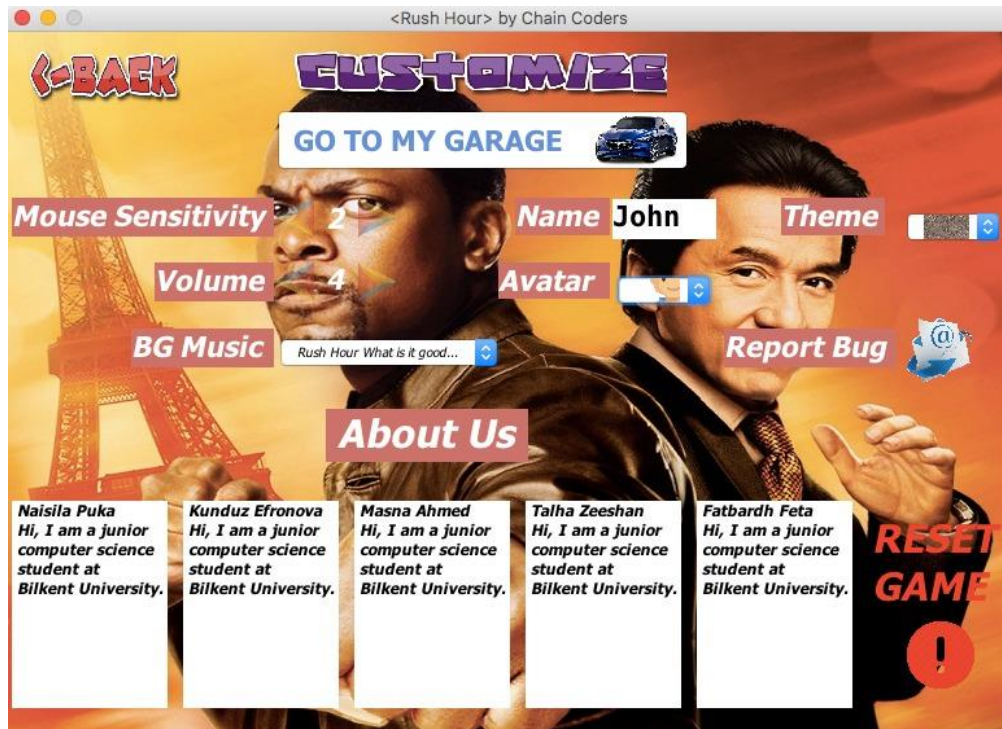 <Rush Hour> by Chain Coders
<-BACK
CUSTOMIZE
GO TO MY GARAGE
Mouse Sensitivity
2
Name
John
Theme
Volume
4
Avatar
BG Music
Rush Hour What is it good...
Report Bug
@
About Us
Naisila Puka
Hi, I am a junior
computer science
student at
Bilkent University.
Kunduz Efronova
Hi, I am a junior
computer science
student at
Bilkent University.
Masna Ahmed
Hi, I am a junior
computer science
student at
Bilkent University.
Talha Zeeshan
Hi, I am a junior
computer science
student at
Bilkent University.
Fatbardh Feta
Hi, I am a junior
computer science
student at
Bilkent University.
RESET
GAME
!